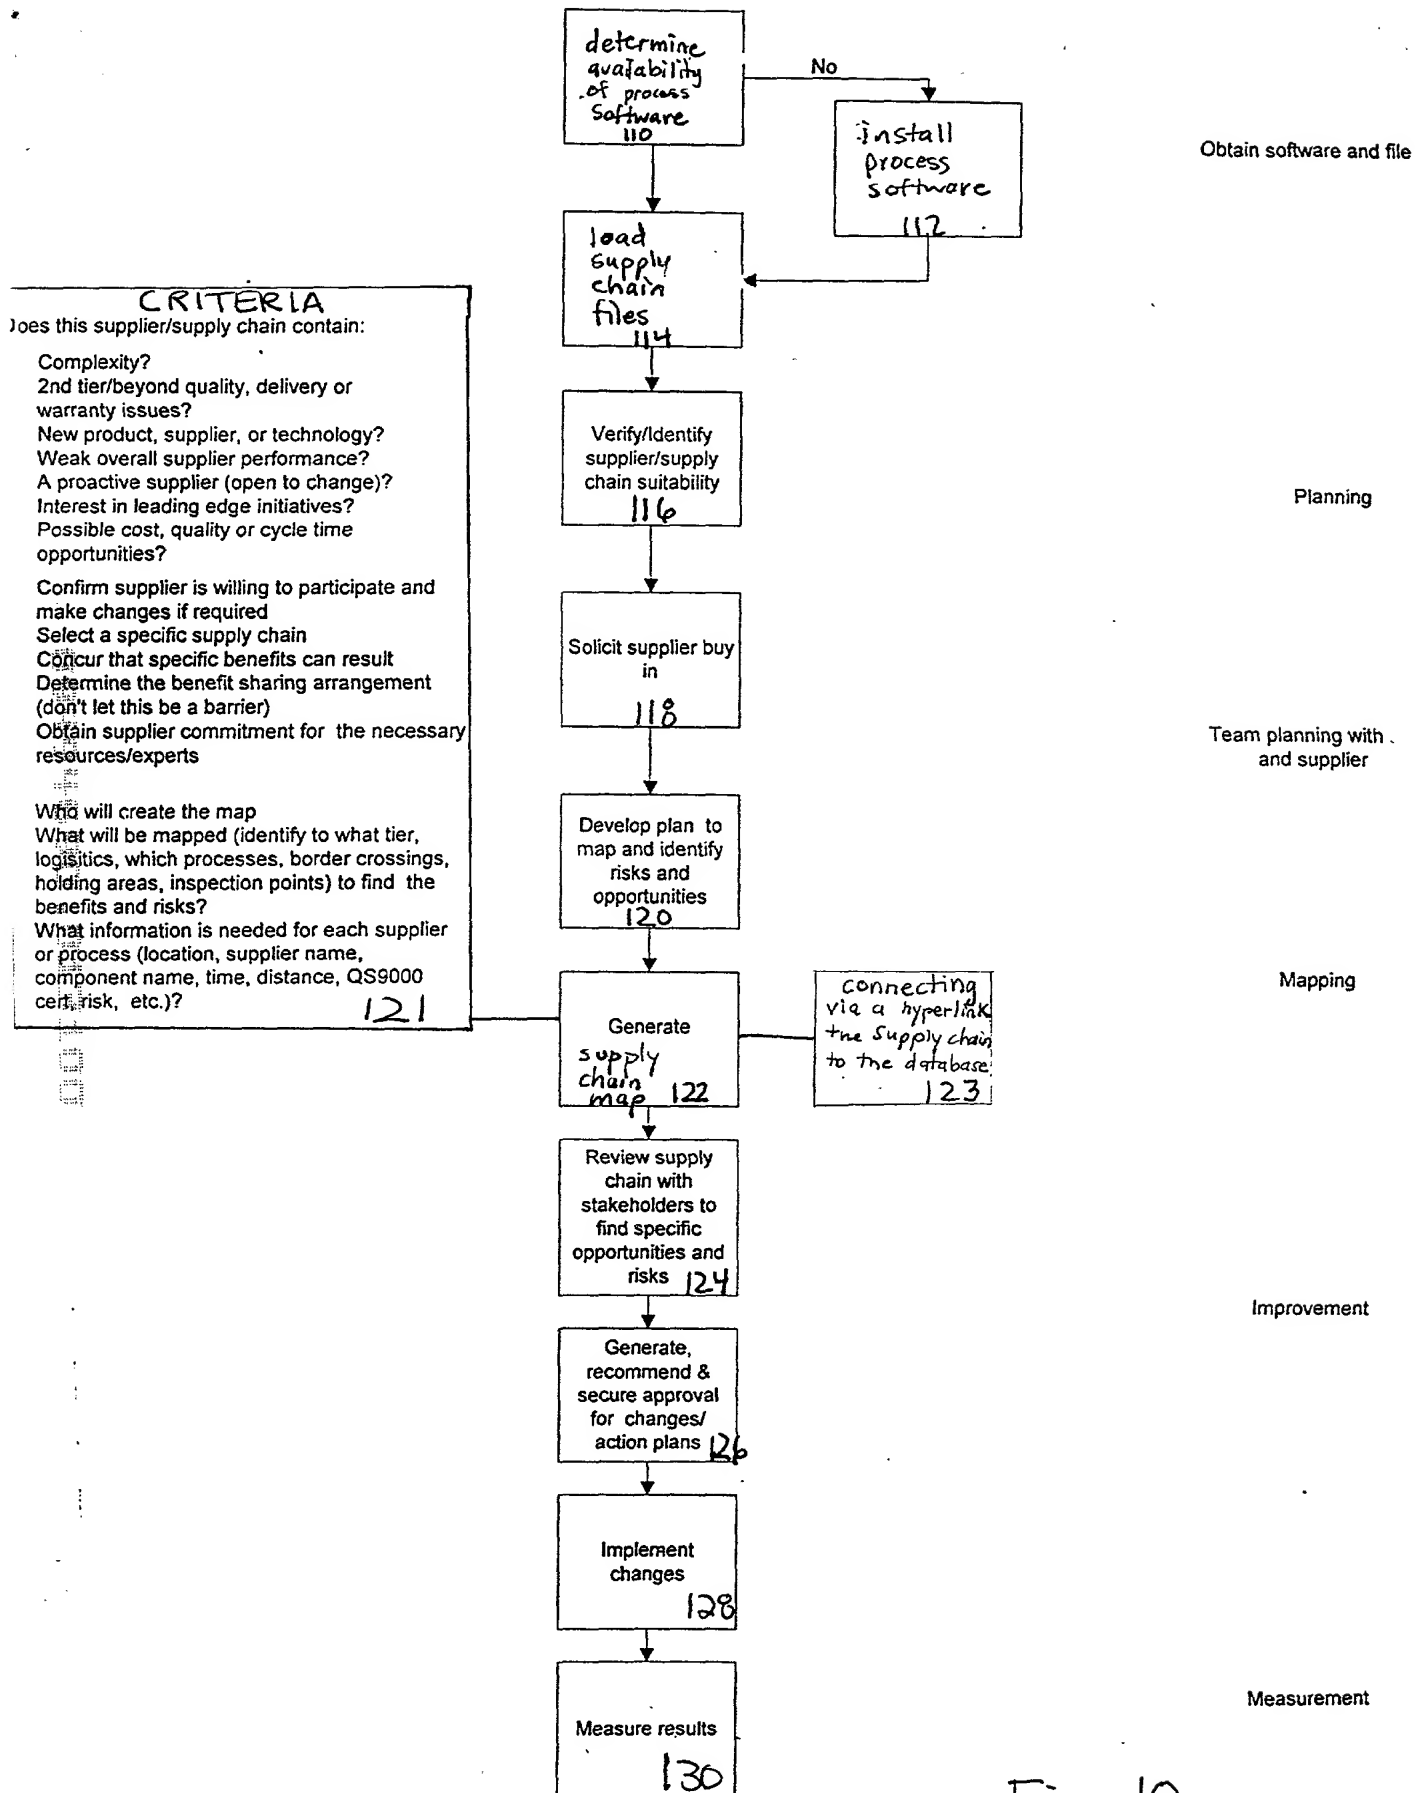 determine
availability
of process
software
110
No
install
process
software
112
Obtain software and file
load
supply
chain
files
114
CRITERIA
Does this supplier/supply chain contain:
Complexity?
2nd tier/beyond quality, delivery or
warranty issues?
New product, supplier, or technology?
Weak overall supplier performance?
A proactive supplier (open to change)?
Interest in leading edge initiatives?
Possible cost, quality or cycle time
opportunities?
Confirm supplier is willing to participate and
make changes if required
Select a specific supply chain
Concur that specific benefits can result
Determine the benefit sharing arrangement
(don't let this be a barrier)
Obtain supplier commitment for the necessary
resources/experts
Who will create the map
What will be mapped (identify to what tier,
logisitics, which processes, border crossings,
holding areas, inspection points) to find the
benefits and risks?
What information is needed for each supplier
or process (location, supplier name,
component name, time, distance, QS9000
cert, risk, etc.)?
121
Verify/Identify
supplier/supply
chain suitability
116
Planning
Solicit supplier buy
in
118
Team planning with
and supplier
Develop plan to
map and identify
risks and
opportunities
120
Generate
supply
chain
map 122
connecting
via a hyperlink
the supply chain
to the database
123
Mapping
Review supply
chain with
stakeholders to
find specific
opportunities and
risks 124
Improvement
Generate,
recommend &
secure approval
for changes/
action plans 126
Implement
changes
128
Measure results
130
Measurement